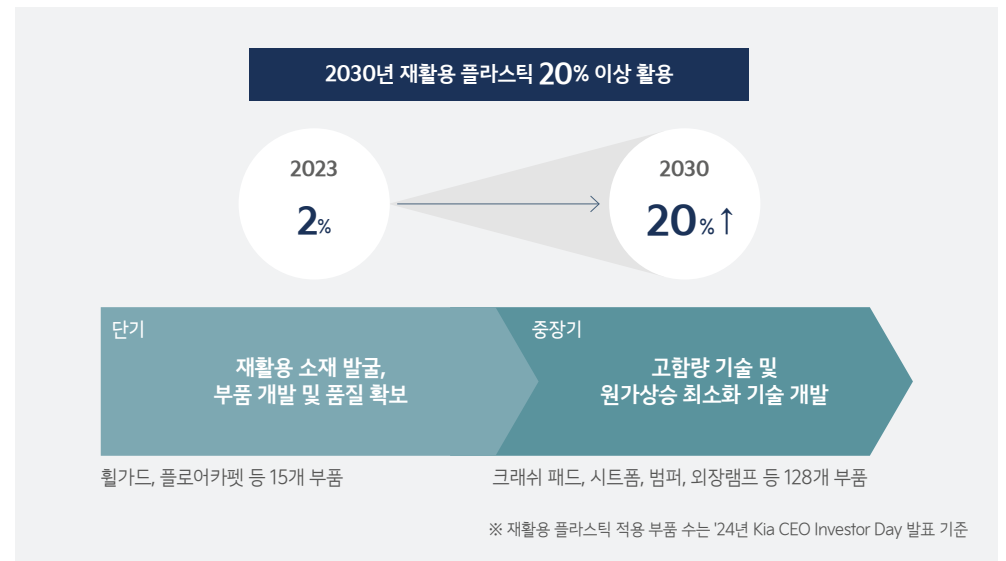 2030년 재활용 플라스틱 20% 이상 활용
2023
2030
2%
20%↑
단기
중장기
재활용 소재 발굴,
부품 개발 및 품질 확보
고함량 기술 및
원가상승 최소화 기술 개발
휠가드, 플로어카펫 등 15개 부품
크래쉬 패드, 시트폼, 범퍼, 외장램프 등 128개 부품
※ 재활용 플라스틱 적용 부품 수는 '24년 Kia CEO Investor Day 발표 기준